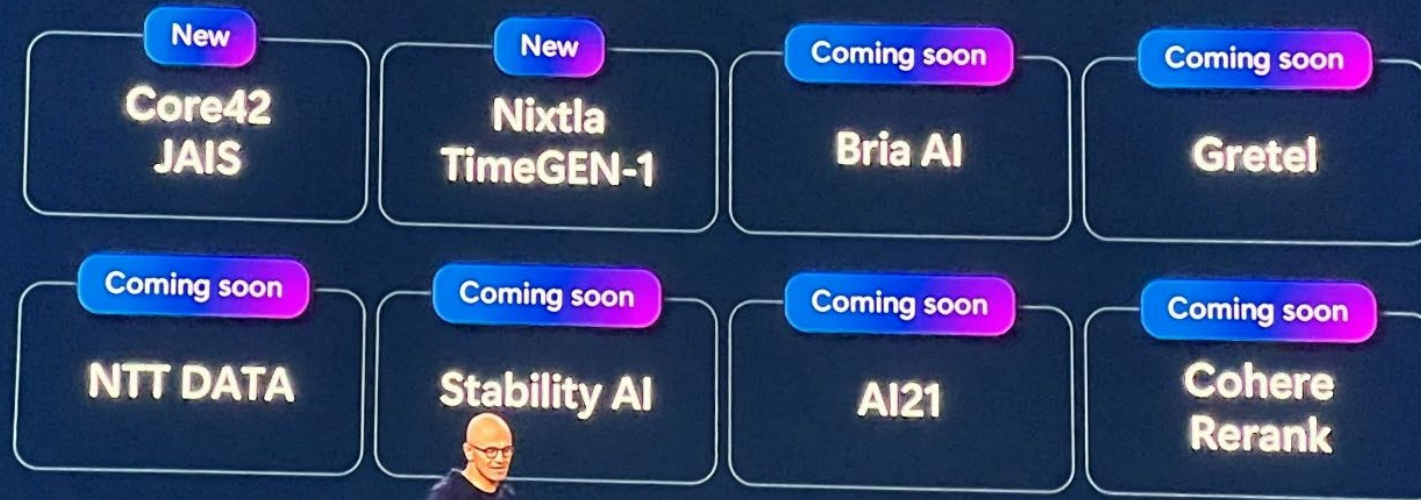 New
Core42
JAIS
New
Nixtla
TimeGEN-1
Coming soon
Bria AI
Coming soon
Gretel
Coming soon
NTT DATA
Coming soon
Stability AI
Coming soon
AI21
Coming soon
Cohere
Rerank